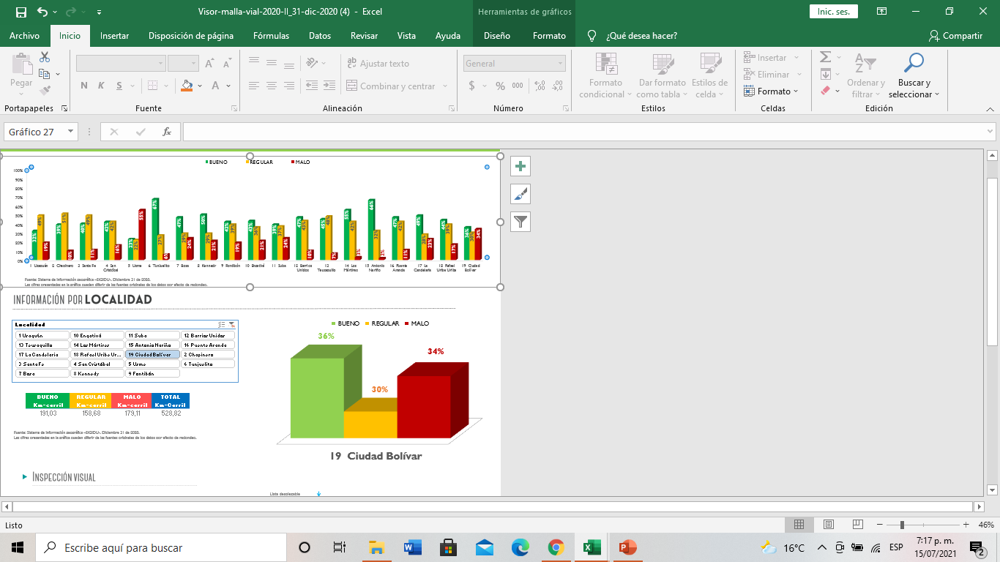 Visor-malla-vial-2020-II_31-dic-2020 (4) - Excel
Herramientas de gráficos
Inic. ses.
Archivo Inicio Insertar Disposición de página Fórmulas Datos Revisar Vista Ayuda Diseño Formato ¿Qué desea hacer? Compartir
Pegar
N K S
Ajustar texto
Combinar y centrar
General
$ % 000
Formato condicional
Dar formato como tabla
Estilos de celda
Insertar
Eliminar
Formato
Ordenar y filtrar
Buscar y seleccionar
Portapapeles Fuente Alineación Número Estilos Celdas Edición
Gráfico 27
fx
BUENO REGULAR MALO
100%
90%
80%
70%
60%
50%
40%
30%
20%
10%
0%
32% 49% 19%
39% 51% 10%
40% 49% 11%
42% 42% 16%
23% 22% 55%
67% 27% 6%
47% 29% 24%
50% 29% 21%
42% 39% 19%
43% 36% 21%
39% 37% 24%
47% 43% 10%
45% 48% 7%
55% 42% 3%
66% 32% 2%
47% 42% 11%
49% 28% 23%
44% 39% 17%
36% 30% 34%
1 Usaquén 2 Chapinero 3 Santa Fe 4 San Cristóbal 5 Usme 6 Tunjuelito 7 Bosa 8 Kennedy 9 Fontibón 10 Engativá 11 Suba 12 Barrios Unidos 13 Teusaquillo 14 Los Mártires 15 Antonio Nariño 16 Puente Aranda 17 La Candelaria 18 Rafael Uribe Uribe 19 Ciudad Bolívar
Fuente: Sistema de Información geográfica –SIGIDU-. Diciembre 31 de 2020.
Las cifras presentadas en la gráfica pueden diferir de las fuentes originales de los datos por efecto de redondeo.
INFORMACIÓN POR LOCALIDAD
Localidad
1 Usaquén 10 Engativá 11 Suba 12 Barrios Unidos
13 Teusaquillo 14 Los Mártires 15 Antonio Nariño 16 Puente Aranda
17 La Candelaria 18 Rafael Uribe Ur... 19 Ciudad Bolívar 2 Chapinero
3 Santa Fe 4 San Cristóbal 5 Usme 6 Tunjuelito
7 Bosa 8 Kennedy 9 Fontibón
BUENO REGULAR MALO TOTAL
Km-carril Km-carril Km-carril Km-Carril
191,03 158,68 179,11 528,82
Fuente: Sistema de Información geográfica –SIGIDU-. Diciembre 31 de 2020.
Las cifras presentadas en la gráfica pueden diferir de las fuentes originales de los datos por efecto de redondeo.
BUENO REGULAR MALO
36%
34%
30%
19 Ciudad Bolívar
INSPECCIÓN VISUAL
Lista desplegable
Listo
46%
Escribe aquí para buscar
16°C
ESP
7:17 p. m.
15/07/2021
2